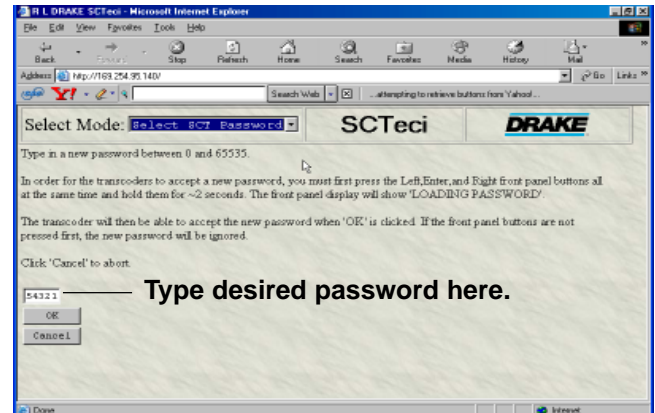 R L DRAKE SCTeci - Microsoft Internet Explorer
File Edit View Favorites Tools Help
Back Forward Stop Refresh Home Search Favorites Media History Mail »
Address http://169.254.95.140/ Go Links »
Y! Search Web ...attempting to retrieve buttons from Yahoo!...
Select Mode: Select SCT Password SCTeci DRAKE
Type in a new password between 0 and 65535.
In order for the transcoders to accept a new password, you must first press the Left,Enter,and Right front panel buttons all
at the same time and hold them for ~2 seconds. The front panel display will show 'LOADING PASSWORD'.
The transcoder will then be able to accept the new password when 'OK' is clicked. If the front panel buttons are not
pressed first, the new password will be ignored.
Click 'Cancel' to abort.
54321 Type desired password here.
OK
Cancel
Done Internet